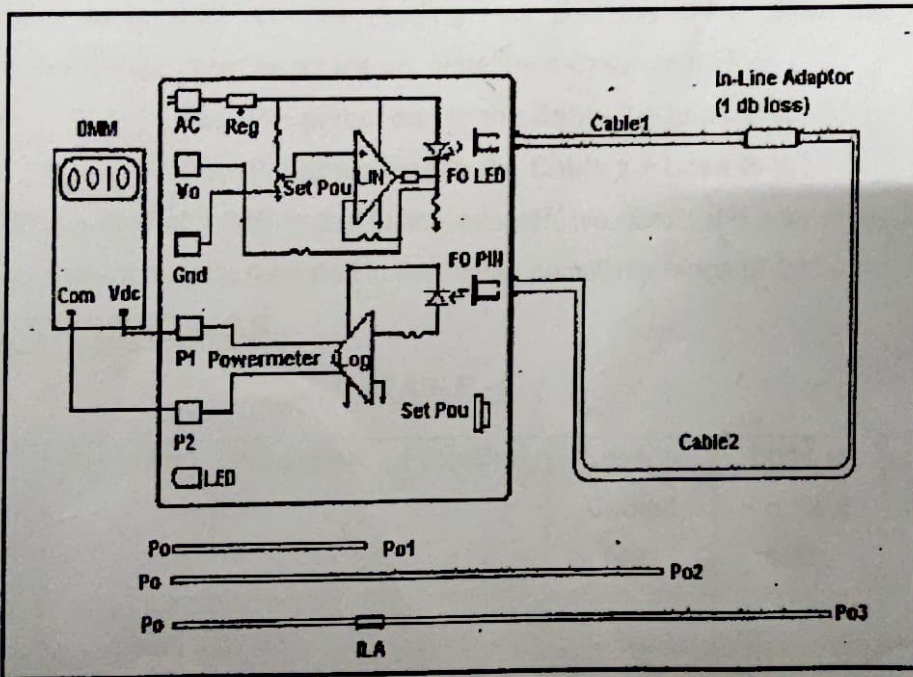 In-Line Adaptor
(1 db loss)
Cable1
AC
Reg
DMM
0010
Vo
Set Pou
LIN
FO LED
Gnd
FO PIN
Com
Vdc
P1
Powermeter
Log
P2
Set Pou
LED
Cable2
Po
Po1
Po
Po2
Po
Po3
ILA